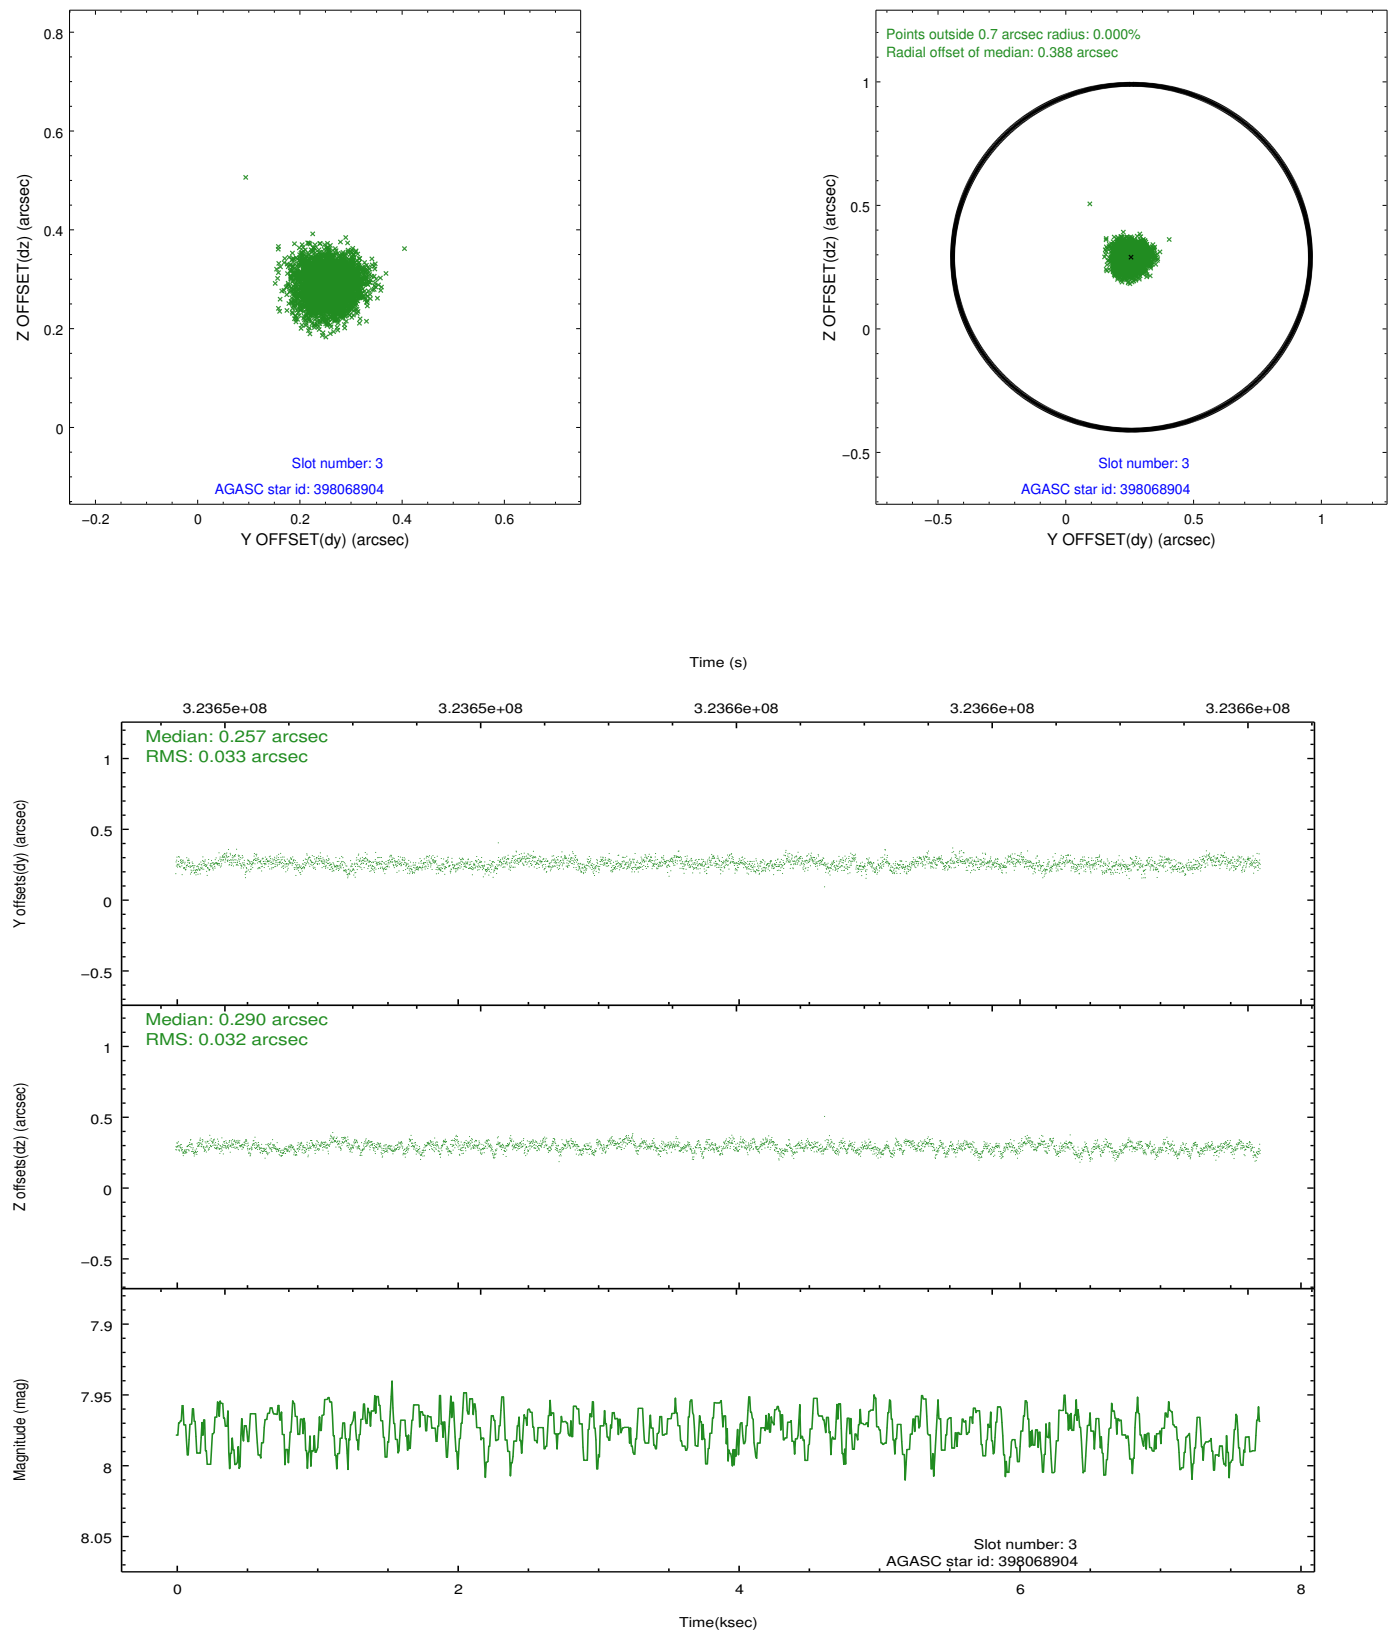 0.8
0.6
0.4
0.2
0
Z OFFSET(dz) (arcsec)
Slot number: 3
AGASC star id: 398068904
−0.2 0 0.2 0.4 0.6
Y OFFSET(dy) (arcsec)
Points outside 0.7 arcsec radius: 0.000%
Radial offset of median: 0.388 arcsec
1
0.5
0
−0.5
Z OFFSET(dz) (arcsec)
Slot number: 3
AGASC star id: 398068904
−0.5 0 0.5 1
Y OFFSET(dy) (arcsec)
Time (s)
3.2365e+08 3.2365e+08 3.2366e+08 3.2366e+08 3.2366e+08
Median: 0.257 arcsec
RMS: 0.033 arcsec
1
0.5
0
−0.5
Y offsets(dy) (arcsec)
Median: 0.290 arcsec
RMS: 0.032 arcsec
1
0.5
0
−0.5
Z offsets(dz) (arcsec)
7.9
7.95
8
8.05
Magnitude (mag)
Slot number: 3
AGASC star id: 398068904
0 2 4 6 8
Time(ksec)